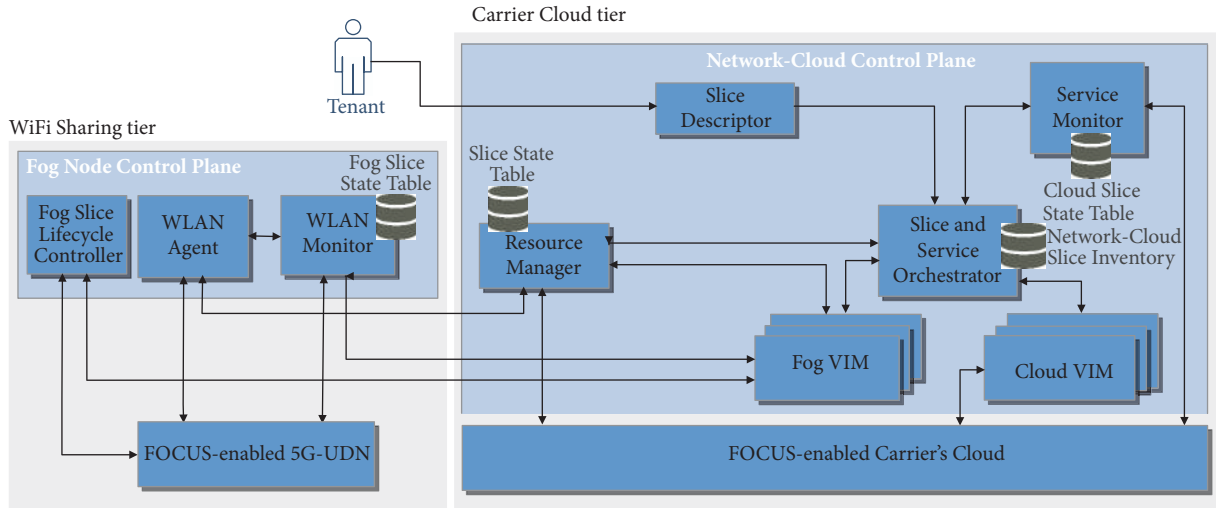 Carrier Cloud tier
Network-Cloud Control Plane
Tenant
Slice
Descriptor
Service
Monitor
WiFi Sharing tier
Fog Node Control Plane
Fog Slice
State Table
Slice State
Table
Cloud Slice
State Table
Network-Cloud
Slice Inventory
Fog Slice
Lifecycle
Controller
WLAN
Agent
WLAN
Monitor
Resource
Manager
Slice and
Service
Orchestrator
Fog VIM
Cloud VIM
FOCUS-enabled 5G-UDN
FOCUS-enabled Carrier's Cloud